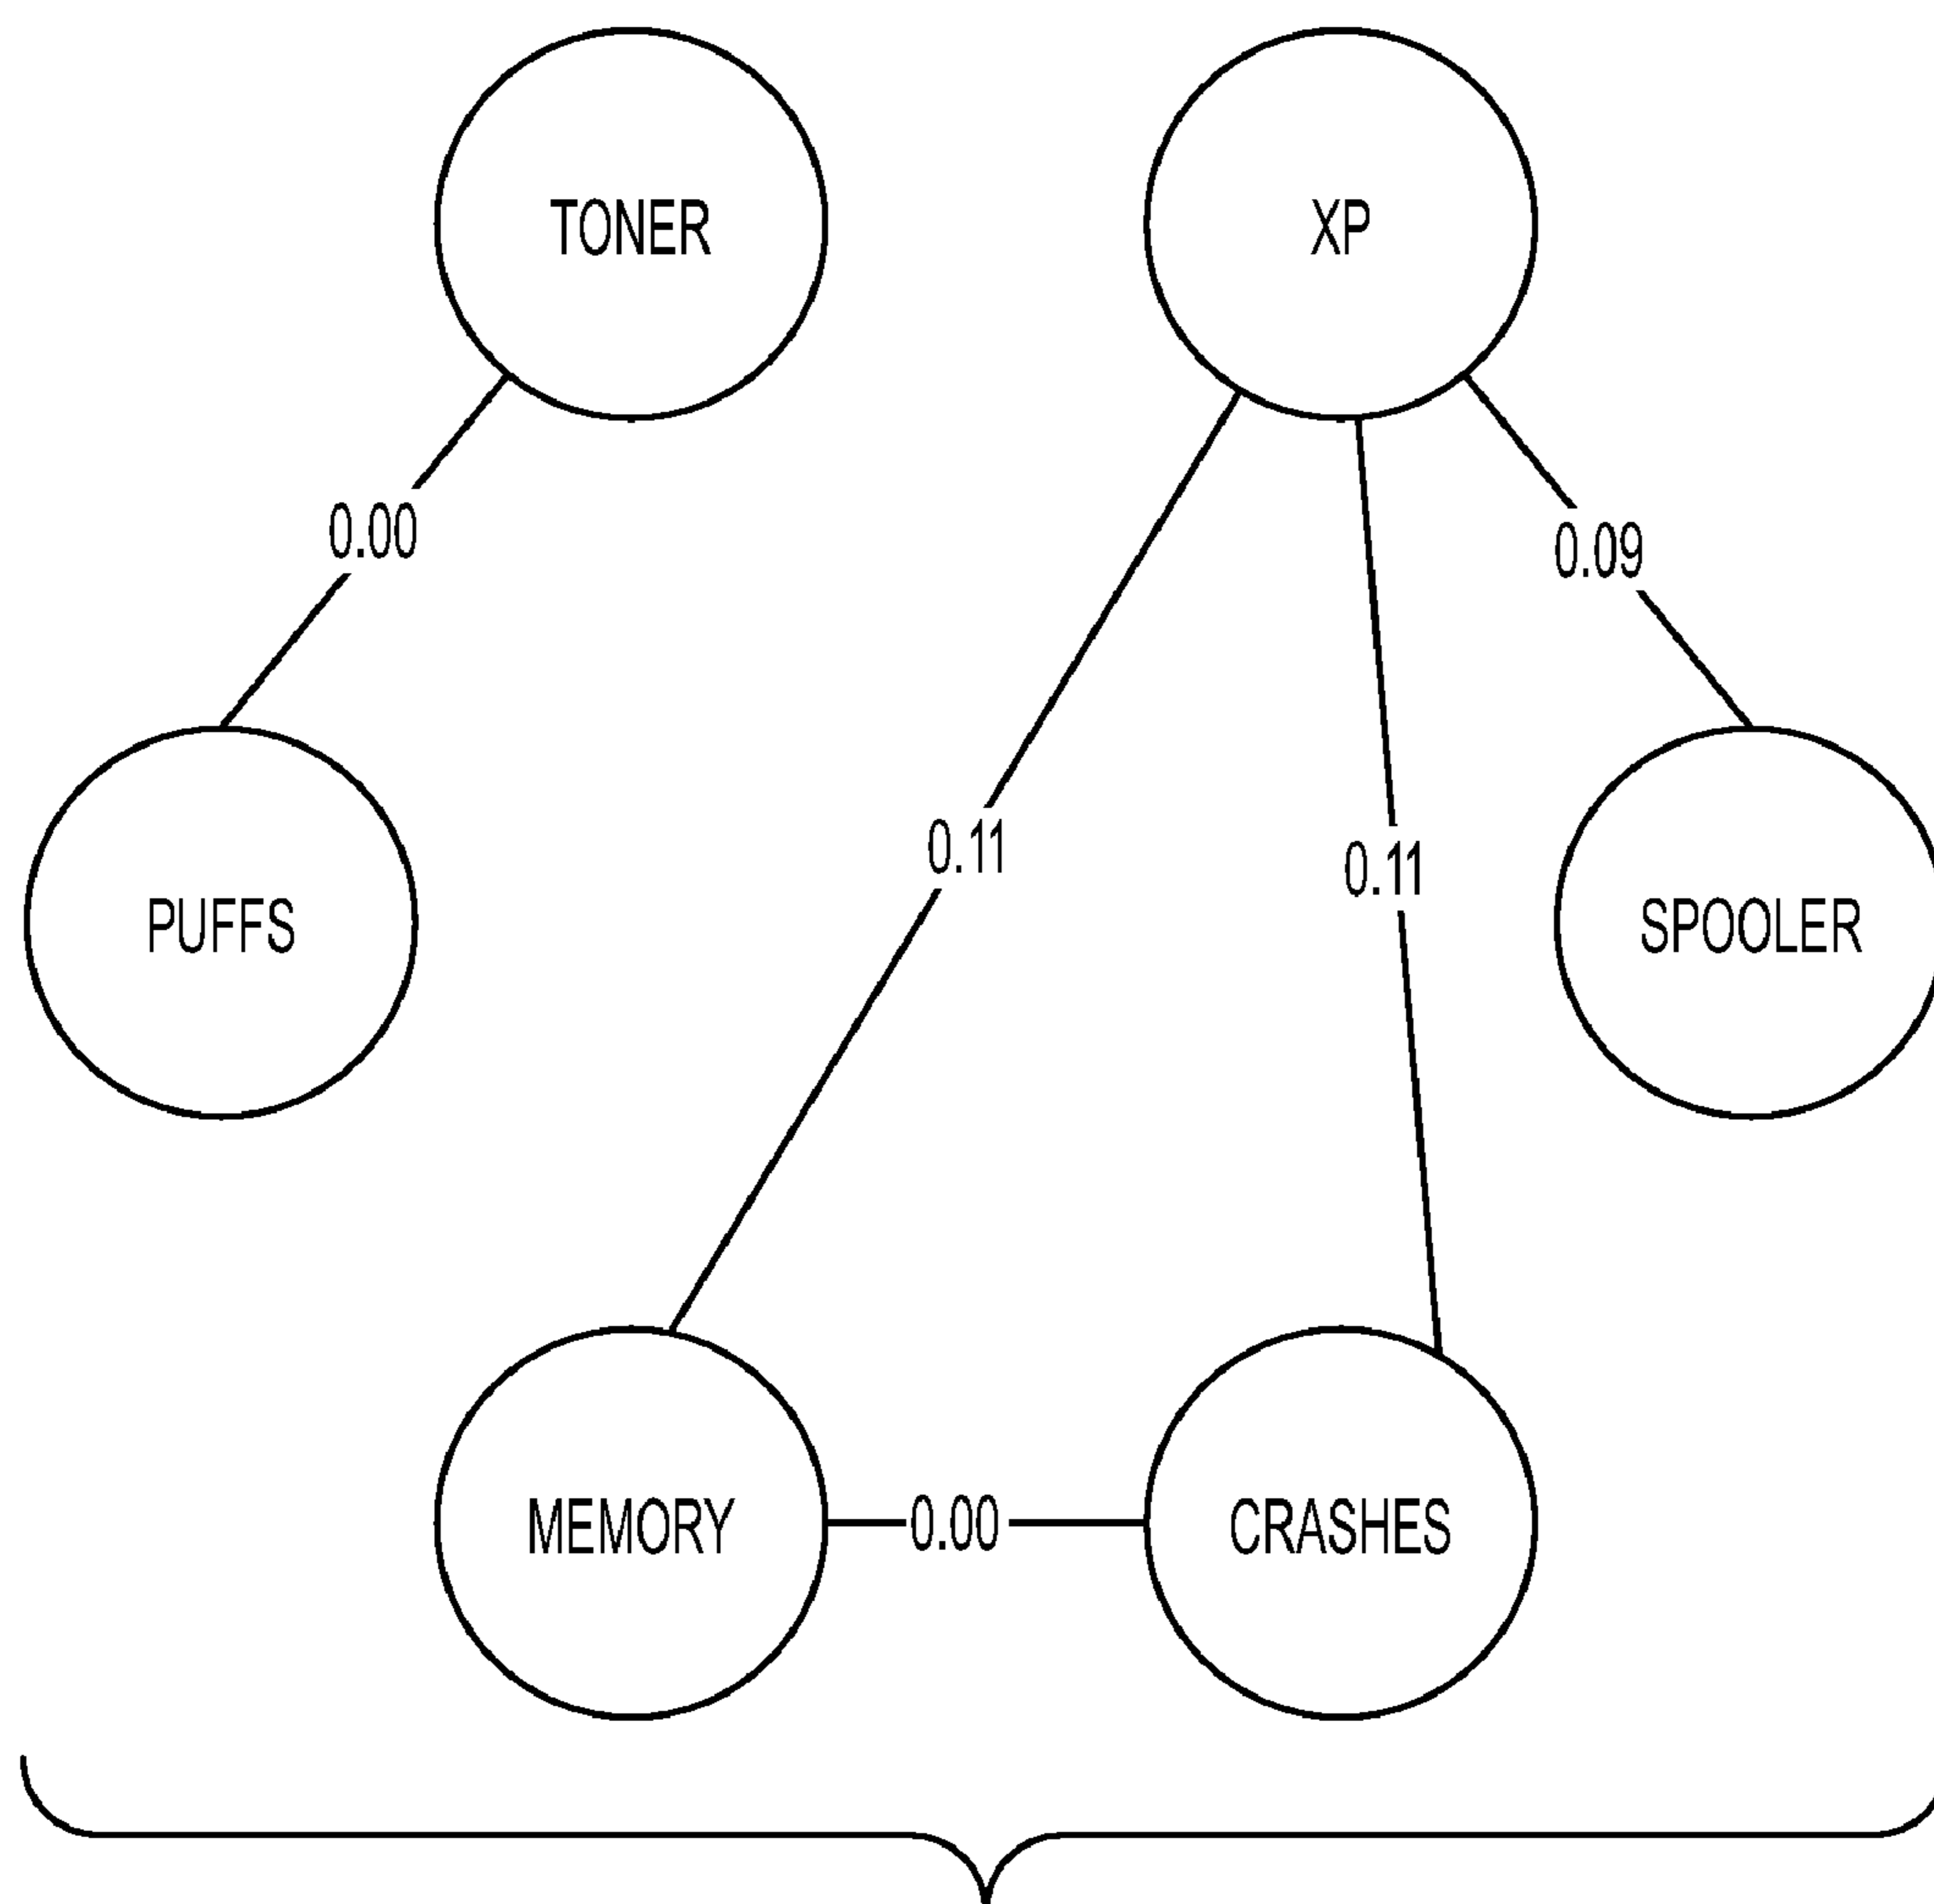 TONER
XP
0.00
0.09
0.11
0.11
PUFFS
SPOOLER
MEMORY
0.00
CRASHES